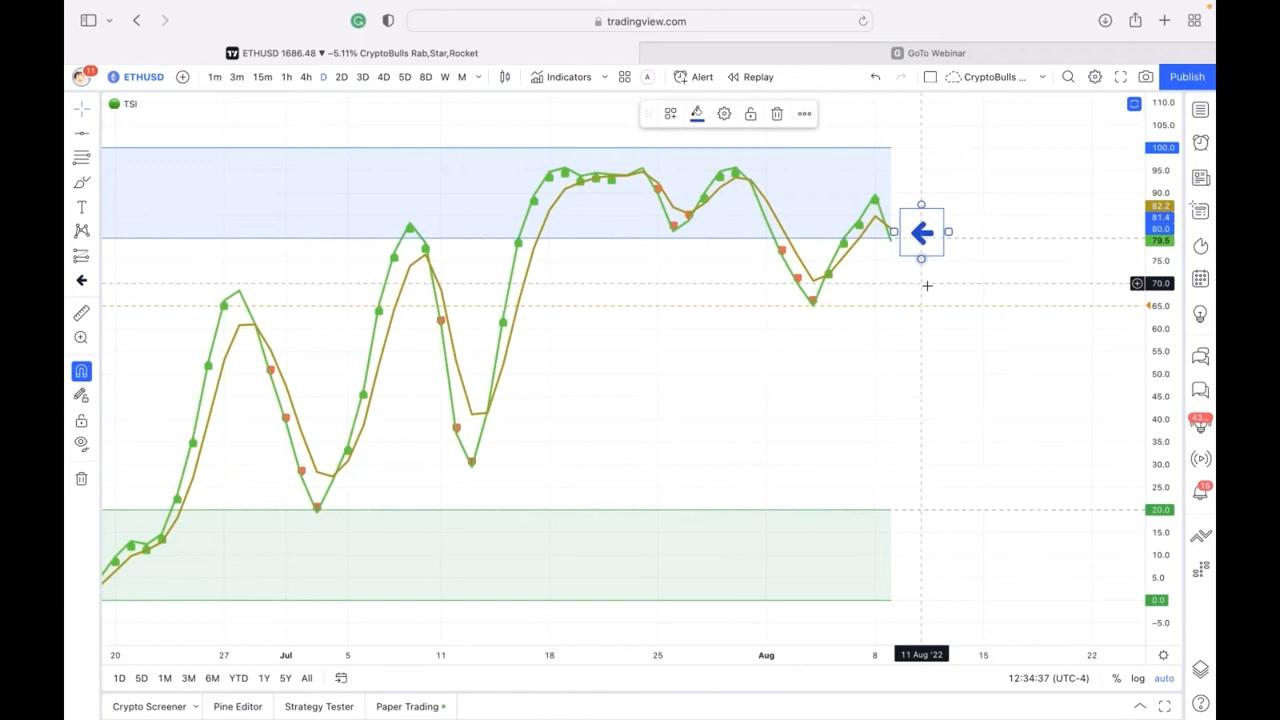 tradingview.com
ETHUSD 1686.48 ▼ −5.11% CryptoBulls Rab,Star,Rocket
GoTo Webinar
11
ETHUSD
1m 3m 15m 1h 4h D 2D 3D 4D 5D 8D W M
Indicators
A
Alert
Replay
CryptoBulls ...
Publish
TSI
110.0
105.0
100.0
95.0
90.0
82.2
81.4
80.0
79.5
75.0
70.0
65.0
60.0
55.0
50.0
45.0
40.0
35.0
30.0
25.0
20.0
15.0
10.0
5.0
0.0
−5.0
43...
16
20 27 Jul 5 11 18 25 Aug 8 11 Aug '22 15 22
1D 5D 1M 3M 6M YTD 1Y 5Y All
12:34:37 (UTC-4) % log auto
Crypto Screener Pine Editor Strategy Tester Paper Trading